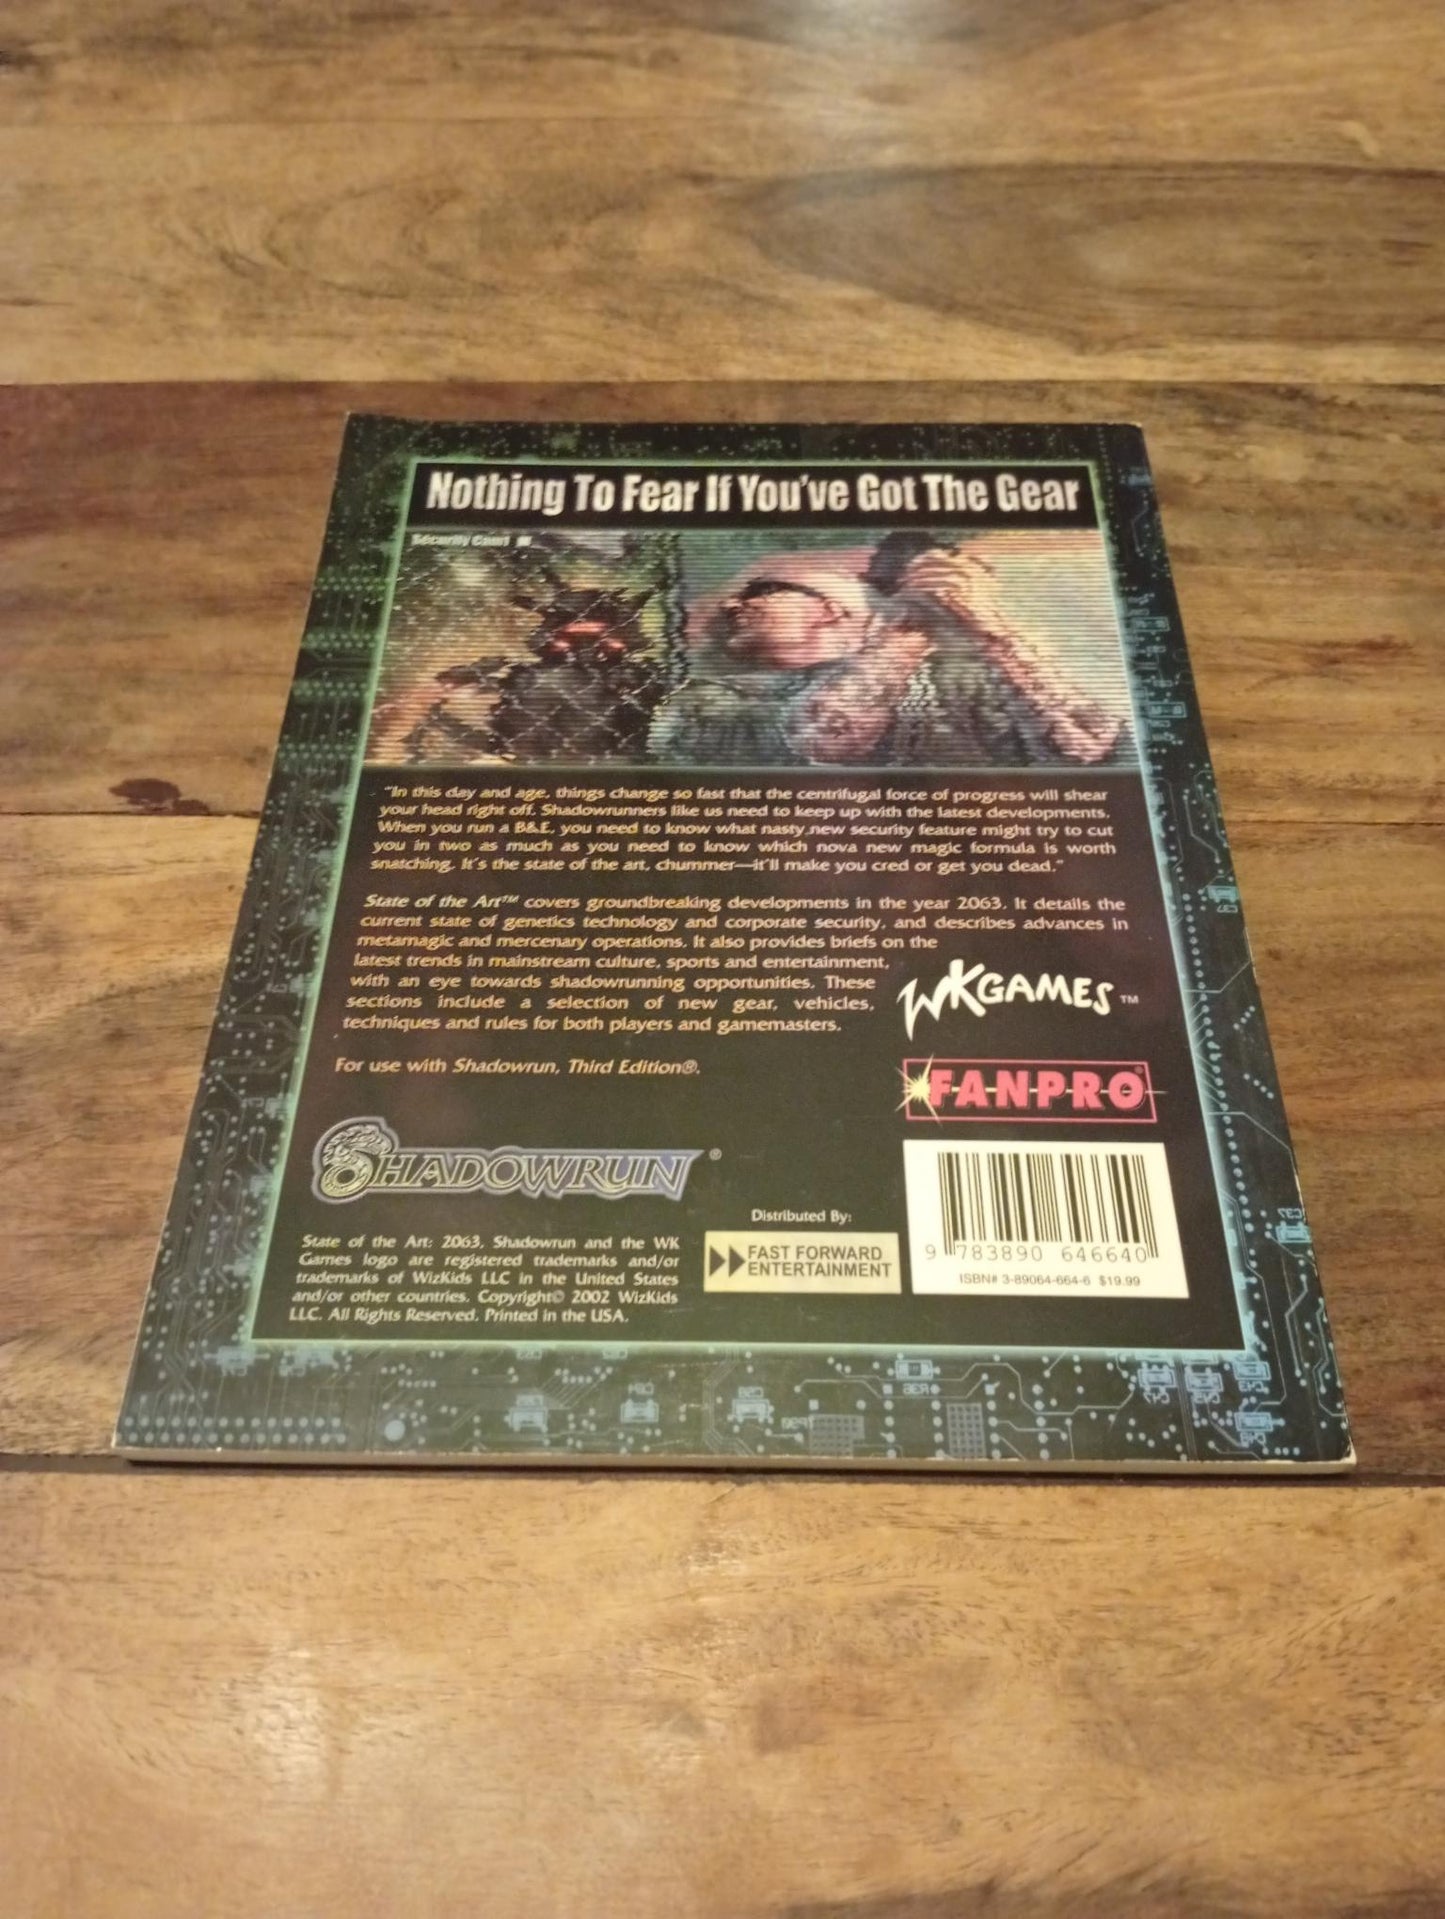 Nothing To Fear If You've Got The Gear
Security Cam1
"In this day and age, things change so fast that the centrifugal force of progress will shear
your head right off. Shadowrunners like us need to keep up with the latest developments.
When you run a B&E, you need to know what nasty new security feature might try to cut
you in two as much as you need to know which nova new magic formula is worth
snatching. It's the state of the art, chummer—it'll make you cred or get you dead."
State of the Art™ covers groundbreaking developments in the year 2063. It details the
current state of genetics technology and corporate security, and describes advances in
metamagic and mercenary operations. It also provides briefs on the
latest trends in mainstream culture, sports and entertainment,
with an eye towards shadowrunning opportunities. These
sections include a selection of new gear, vehicles,
techniques and rules for both players and gamemasters.
WKGAMES™
For use with Shadowrun, Third Edition®.
FANPRO®
SHADOWRUN®
Distributed By:
FAST FORWARD
ENTERTAINMENT
State of the Art: 2063, Shadowrun and the WK
Games logo are registered trademarks and/or
trademarks of WizKids LLC in the United States
and/or other countries. Copyright© 2002 WizKids
LLC. All Rights Reserved. Printed in the USA.
9 783890 646640
ISBN# 3-89064-664-6 $19.99